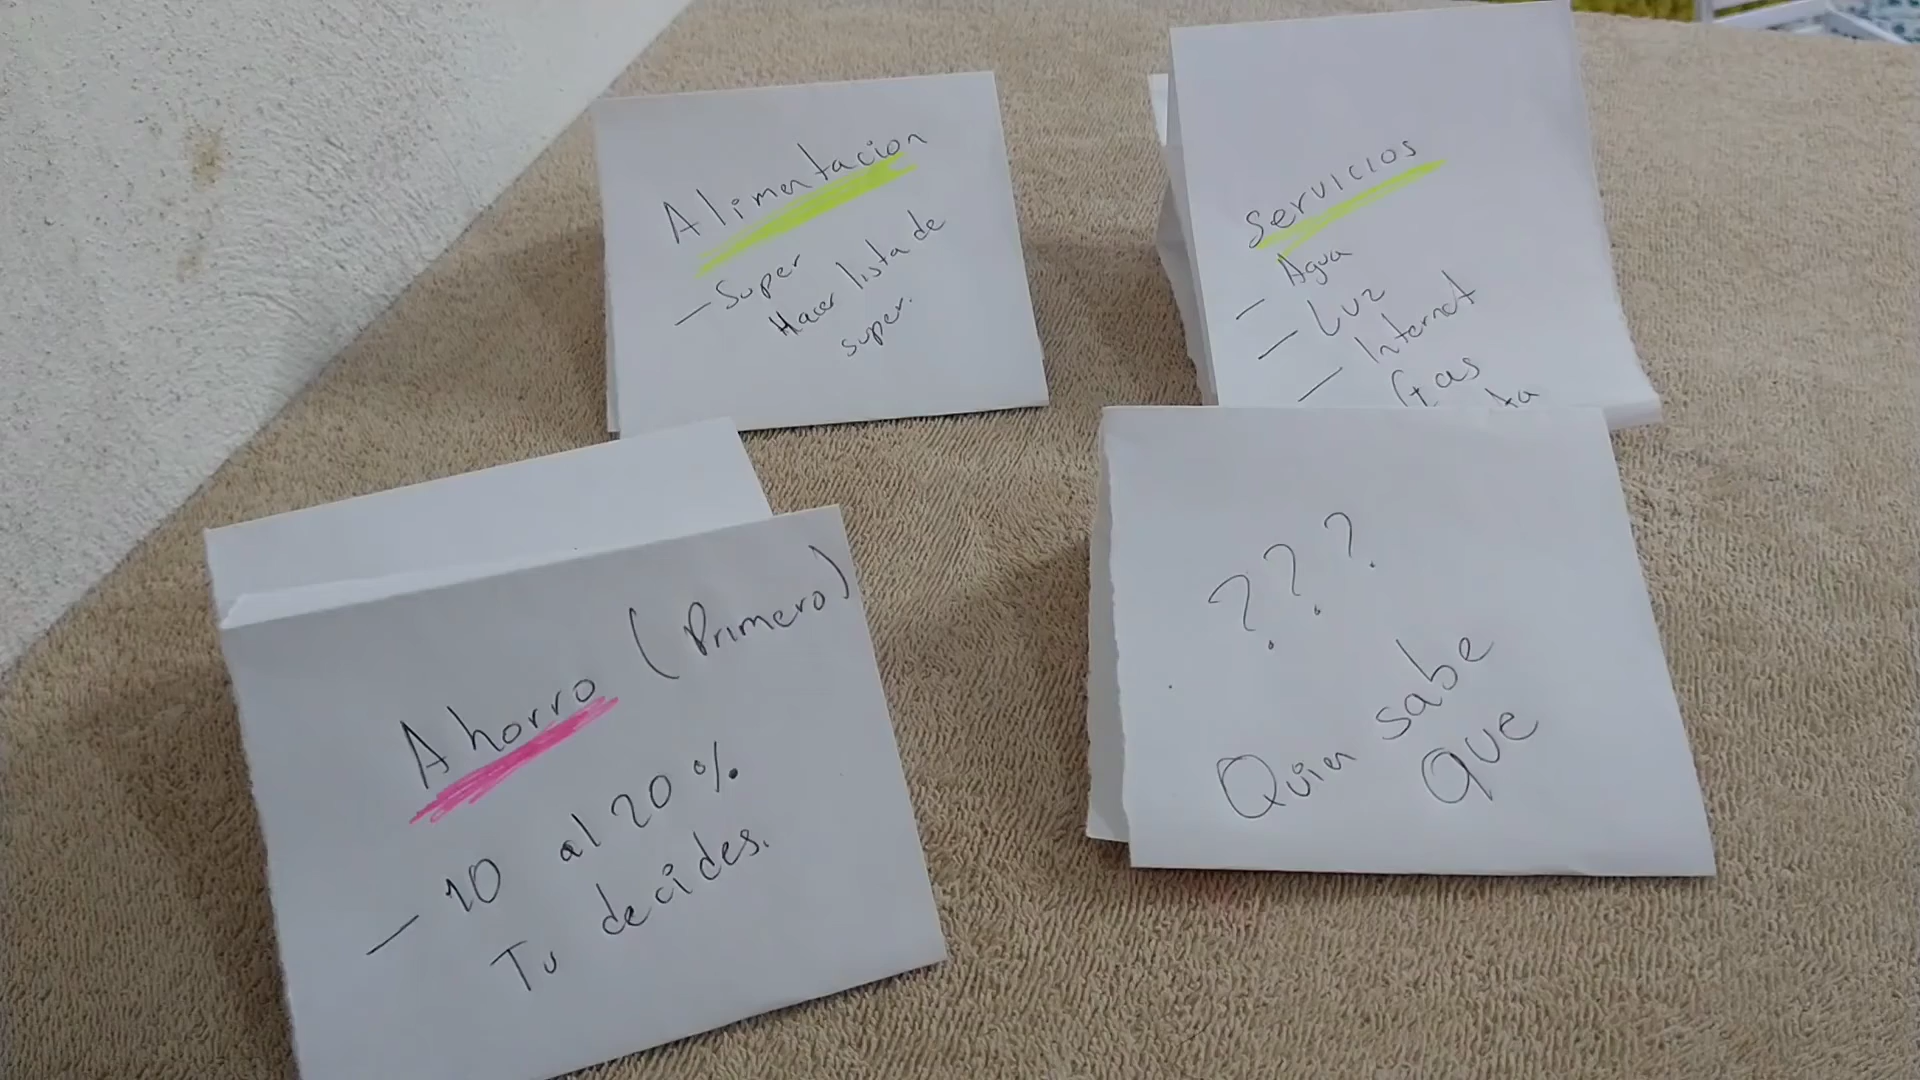 Alimentacion
- Super
Hacer lista de
super.
Servicios
- Agua
- Luz
- Internet
Gas
Ahorro (Primero)
- 10 al 20%
Tu decides.
???
Quien sabe
que